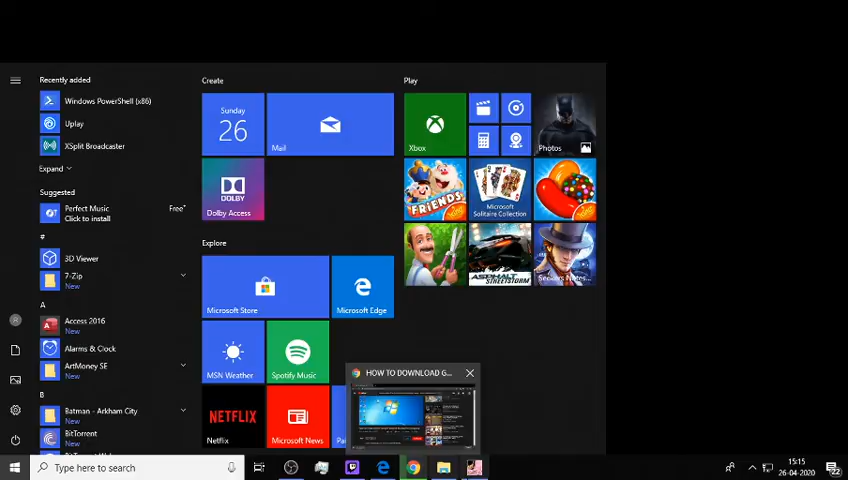 Recently added
Windows PowerShell (x86)
Uplay
XSplit Broadcaster
Expand
Suggested
Perfect Music
Click to install
Free*
#
3D Viewer
7-Zip
New
A
Access 2016
New
Alarms & Clock
ArtMoney SE
New
B
Batman - Arkham City
New
BitTorrent
Create
Sunday
26
Mail
DOLBY
Dolby Access
Explore
Microsoft Store
Microsoft Edge
MSN Weather
Spotify Music
NETFLIX
Netflix
Microsoft News
Play
Xbox
Photos
FRIENDS
Microsoft
Solitaire Collection
ASPHALT
STREETSTORM
Seekers Notes...
HOW TO DOWNLOAD G...
Type here to search
15:15
26-04-2020
22